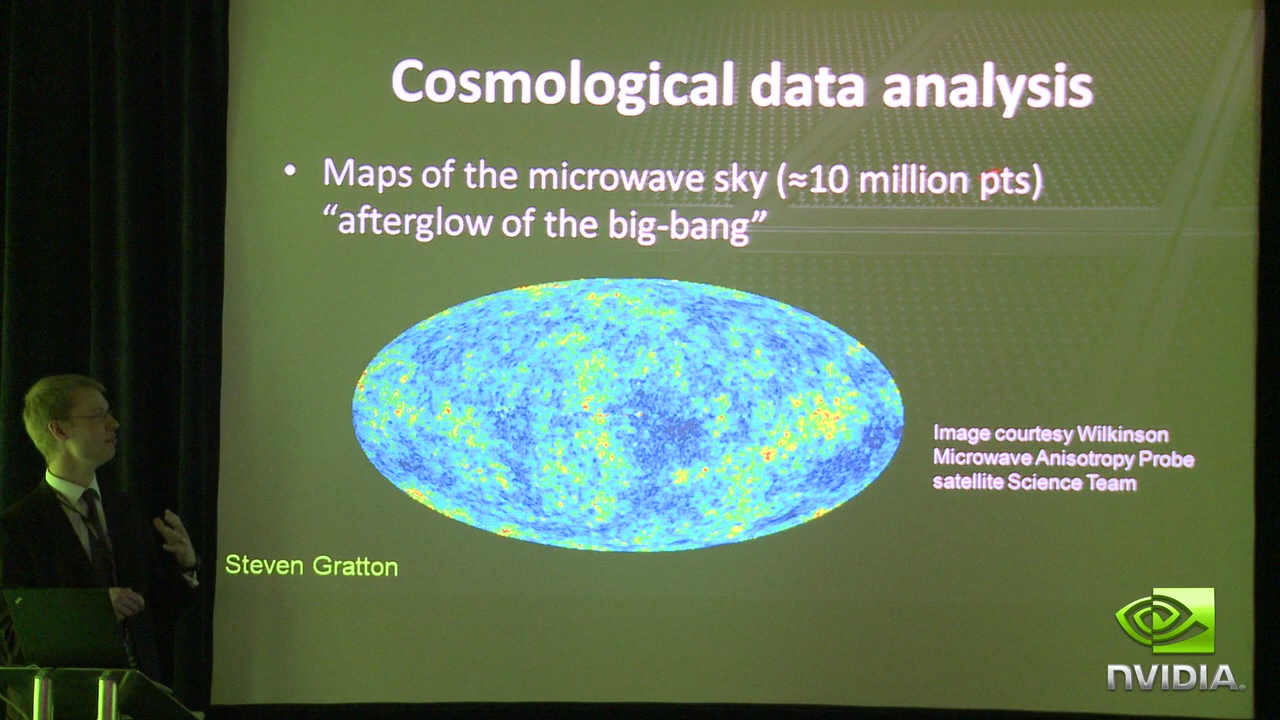 Cosmological data analysis
• Maps of the microwave sky (≈10 million pts)
“afterglow of the big-bang”
Image courtesy Wilkinson
Microwave Anisotropy Probe
satellite Science Team
Steven Gratton
NVIDIA.